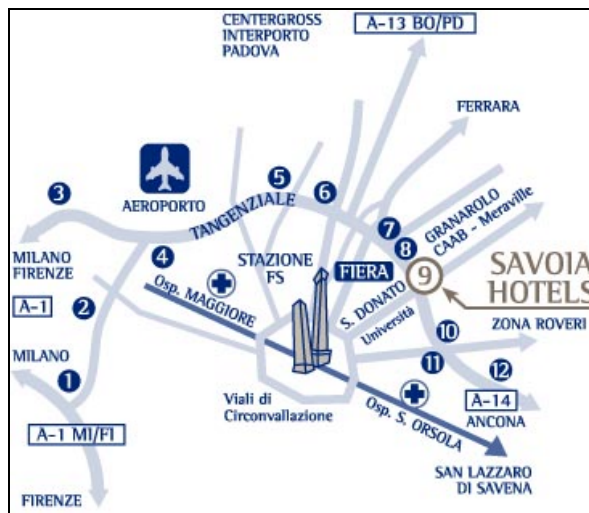 CENTERGROSS
INTERPORTO
PADOVA
A-13 BO/PD
FERRARA
3
AEROPORTO
5
6
TANGENZIALE
7
8
GRANAROLO
CAAB - Meraville
MILANO
FIRENZE
A-1
2
4
STAZIONE
FS
FIERA
9
SAVOIA
HOTELS
Osp. MAGGIORE
S. DONATO
Università
10
ZONA ROVERI
MILANO
1
11
12
Viali di
Circonvallazione
A-14
ANCONA
Osp. S. ORSOLA
A-1 MI/FI
SAN LAZZARO
DI SAVENA
FIRENZE